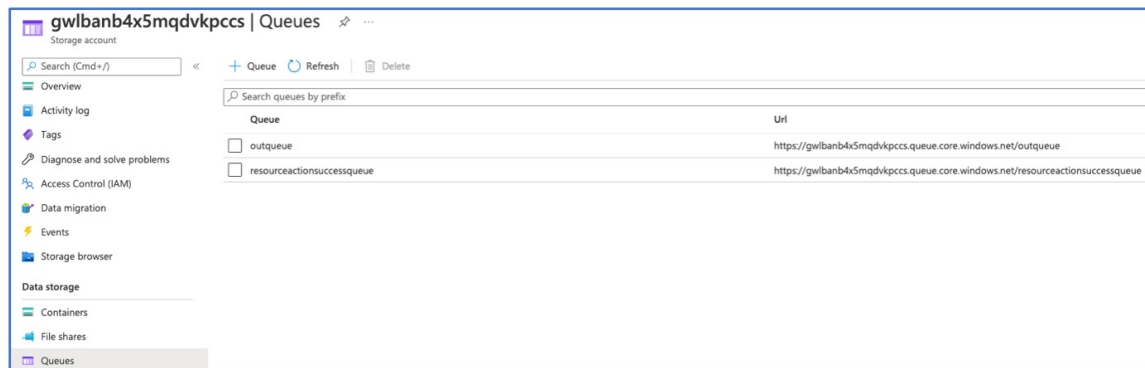 gwlbanb4x5mqdvkpccs | Queues ...
Storage account
Search (Cmd+/) «
Overview
Activity log
Tags
Diagnose and solve problems
Access Control (IAM)
Data migration
Events
Storage browser
Data storage
Containers
File shares
Queues
+ Queue Refresh Delete
Search queues by prefix
Queue Url
outqueue https://gwlbanb4x5mqdvkpccs.queue.core.windows.net/outqueue
resourceactionsuccessqueue https://gwlbanb4x5mqdvkpccs.queue.core.windows.net/resourceactionsuccessqueue